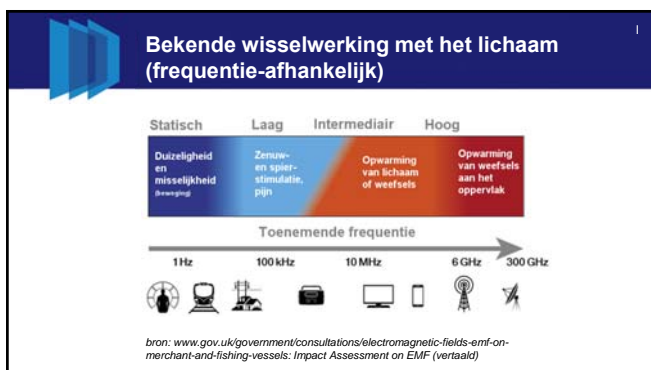 Bekende wisselwerking met het lichaam
(frequentie-afhankelijk)
Statisch Laag Intermediair Hoog
Duizeligheid
en
misselijkheid
(beweging)
Zenuw-
en spier-
stimulatie,
pijn
Opwarming
van lichaam
of weefsels
Opwarming
van weefsels
aan het
oppervlak
Toenemende frequentie
1Hz 100 kHz 10 MHz 6 GHz 300 GHz
bron: www.gov.uk/government/consultations/electromagnetic-fields-emf-on-
merchant-and-fishing-vessels: Impact Assessment on EMF (vertaald)